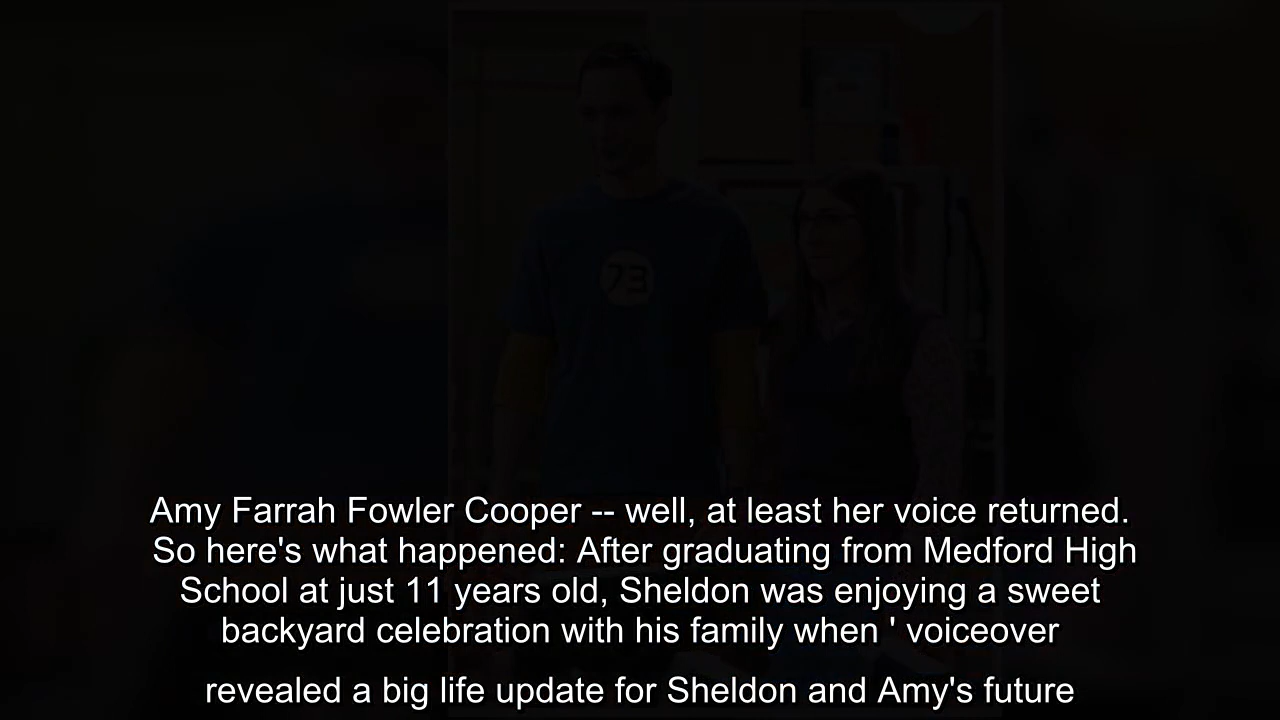 73
Amy Farrah Fowler Cooper -- well, at least her voice returned.
So here's what happened: After graduating from Medford High
School at just 11 years old, Sheldon was enjoying a sweet
backyard celebration with his family when ' voiceover
revealed a big life update for Sheldon and Amy's future